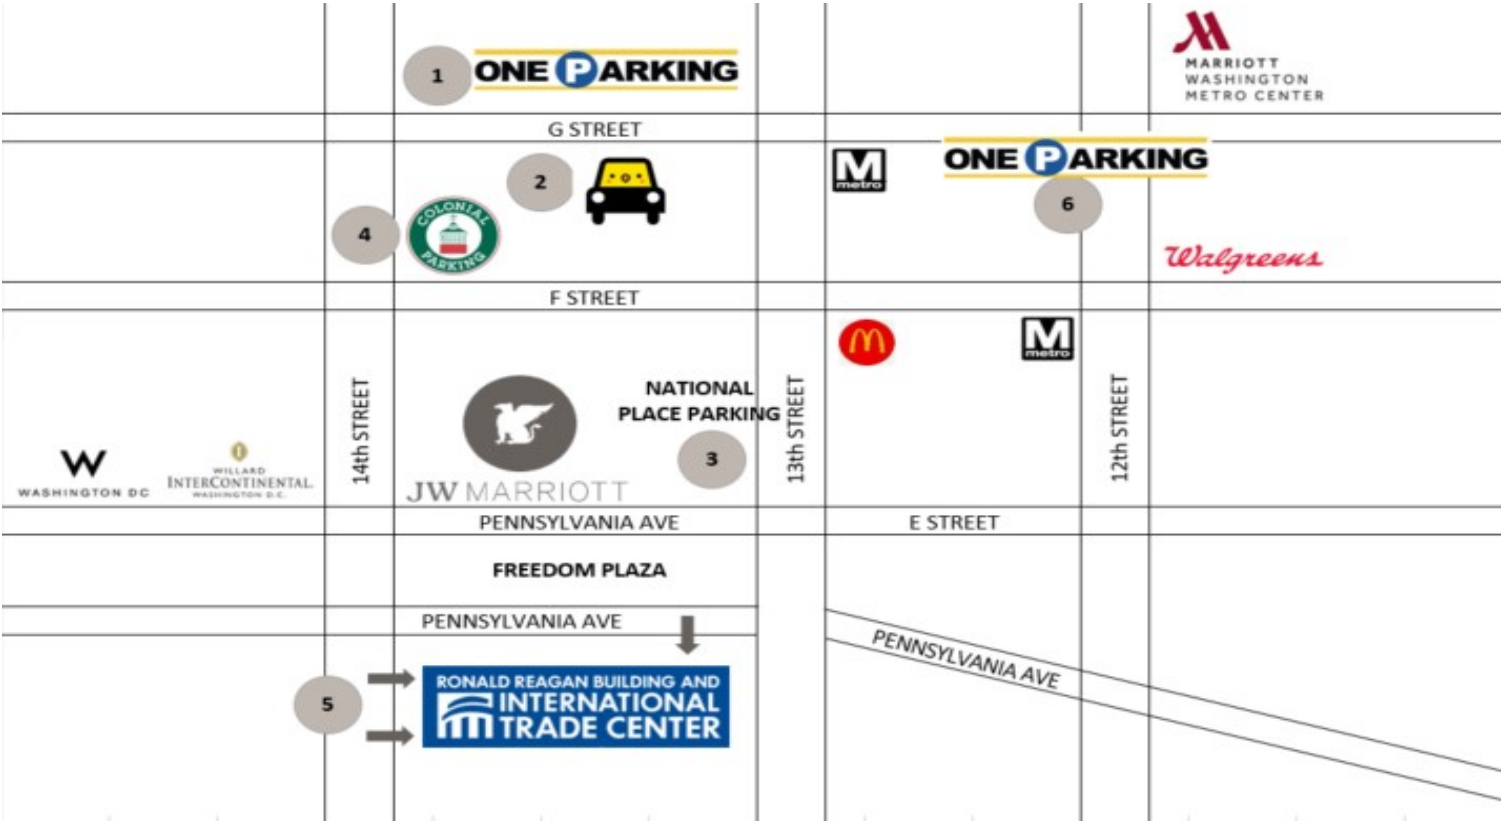 1
ONE PARKING
MARRIOTT
WASHINGTON
METRO CENTER
G STREET
2
M
metro
ONE PARKING
6
4
COLONIAL
PARKING
Walgreens
F STREET
M
metro
NATIONAL
PLACE PARKING
3
14th STREET
13th STREET
12th STREET
W
WASHINGTON DC
WILLARD
INTERCONTINENTAL
WASHINGTON D.C.
JW MARRIOTT
PENNSYLVANIA AVE
E STREET
FREEDOM PLAZA
PENNSYLVANIA AVE
PENNSYLVANIA AVE
5
RONALD REAGAN BUILDING AND
INTERNATIONAL
TRADE CENTER